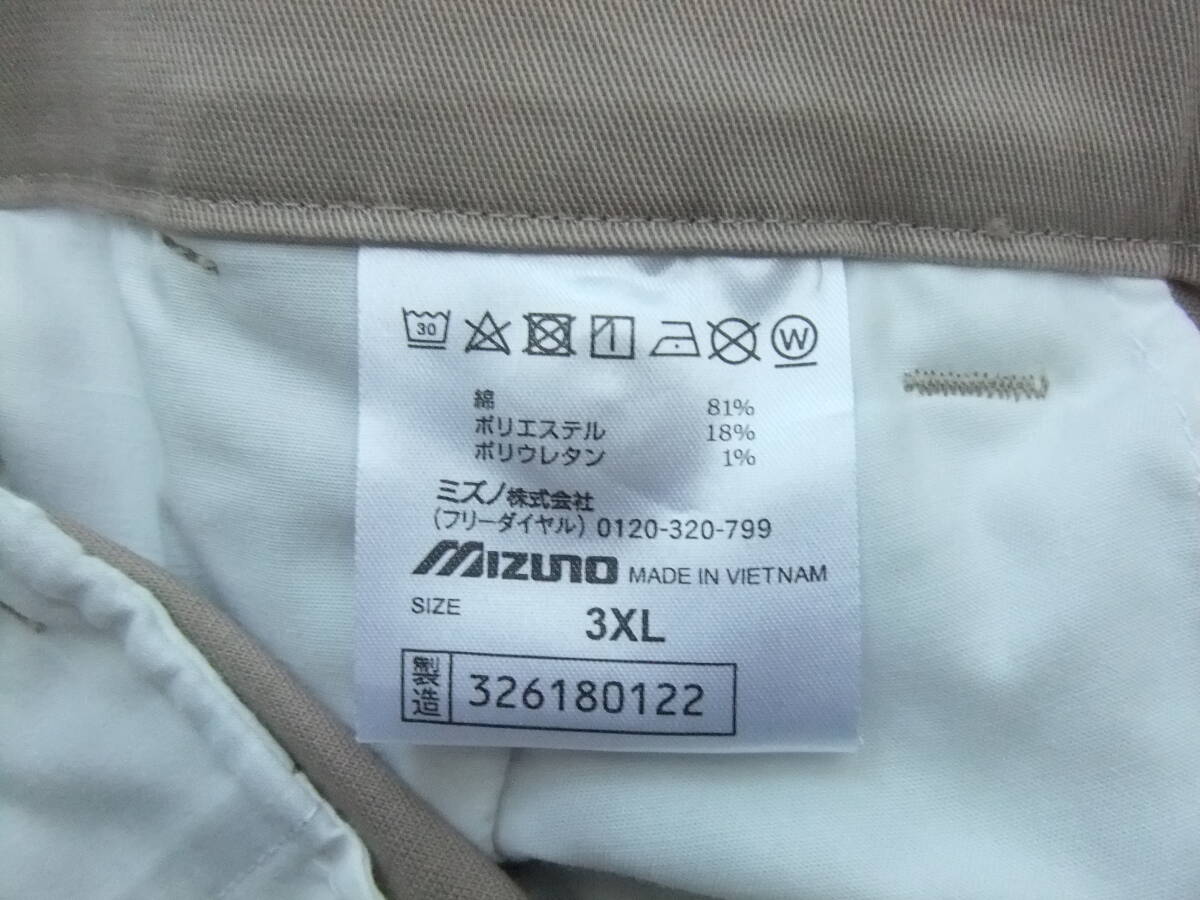 30 W
綿 81%
ポリエステル 18%
ポリウレタン 1%
ミズノ株式会社
(フリーダイヤル) 0120-320-799
MIZUNO MADE IN VIETNAM
SIZE 3XL
製造 326180122